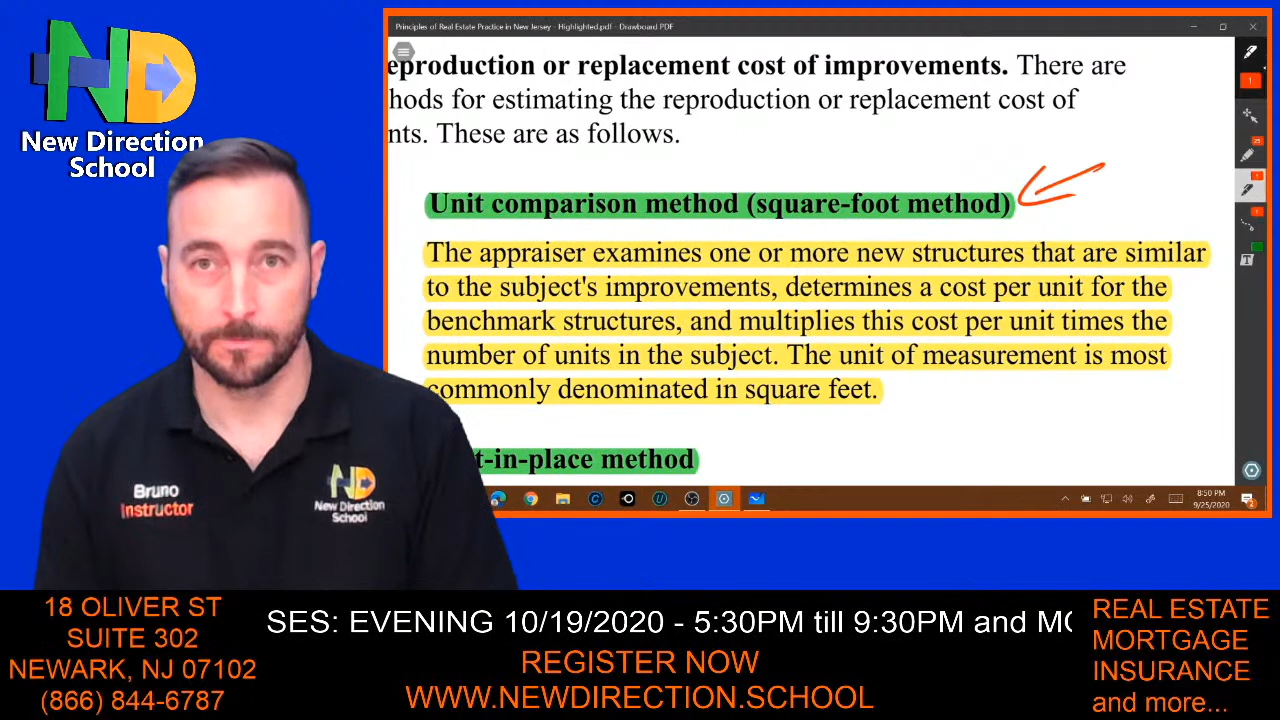 ND
New Direction
School
Principles of Real Estate Practice in New Jersey - Highlighted.pdf - Drawboard PDF
eproduction or replacement cost of improvements. There are
hods for estimating the reproduction or replacement cost of
nts. These are as follows.
Unit comparison method (square-foot method)
The appraiser examines one or more new structures that are similar
to the subject's improvements, determines a cost per unit for the
benchmark structures, and multiplies this cost per unit times the
number of units in the subject. The unit of measurement is most
commonly denominated in square feet.
t-in-place method
8:50 PM
9/25/2020
Bruno
Instructor
ND
New Direction
School
18 OLIVER ST
SUITE 302
NEWARK, NJ 07102
(866) 844-6787
SES: EVENING 10/19/2020 - 5:30PM till 9:30PM and MO
REGISTER NOW
WWW.NEWDIRECTION.SCHOOL
REAL ESTATE
MORTGAGE
INSURANCE
and more...